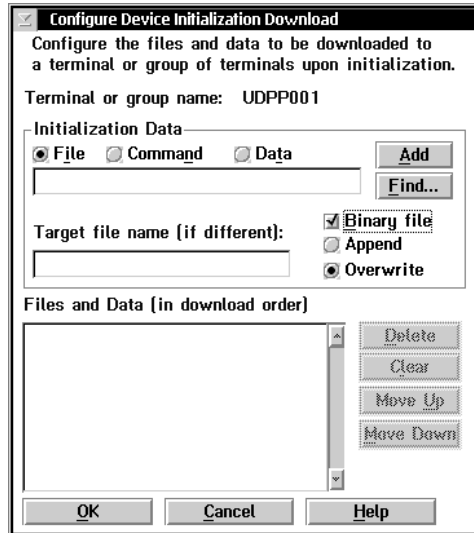 Configure Device Initialization Download
Configure the files and data to be downloaded to
a terminal or group of terminals upon initialization.
Terminal or group name: UDPP001
Initialization Data
File Command Data Add
Find...
Binary file
Target file name (if different): Append
Overwrite
Files and Data (in download order)
Delete
Clear
Move Up
Move Down
OK Cancel Help